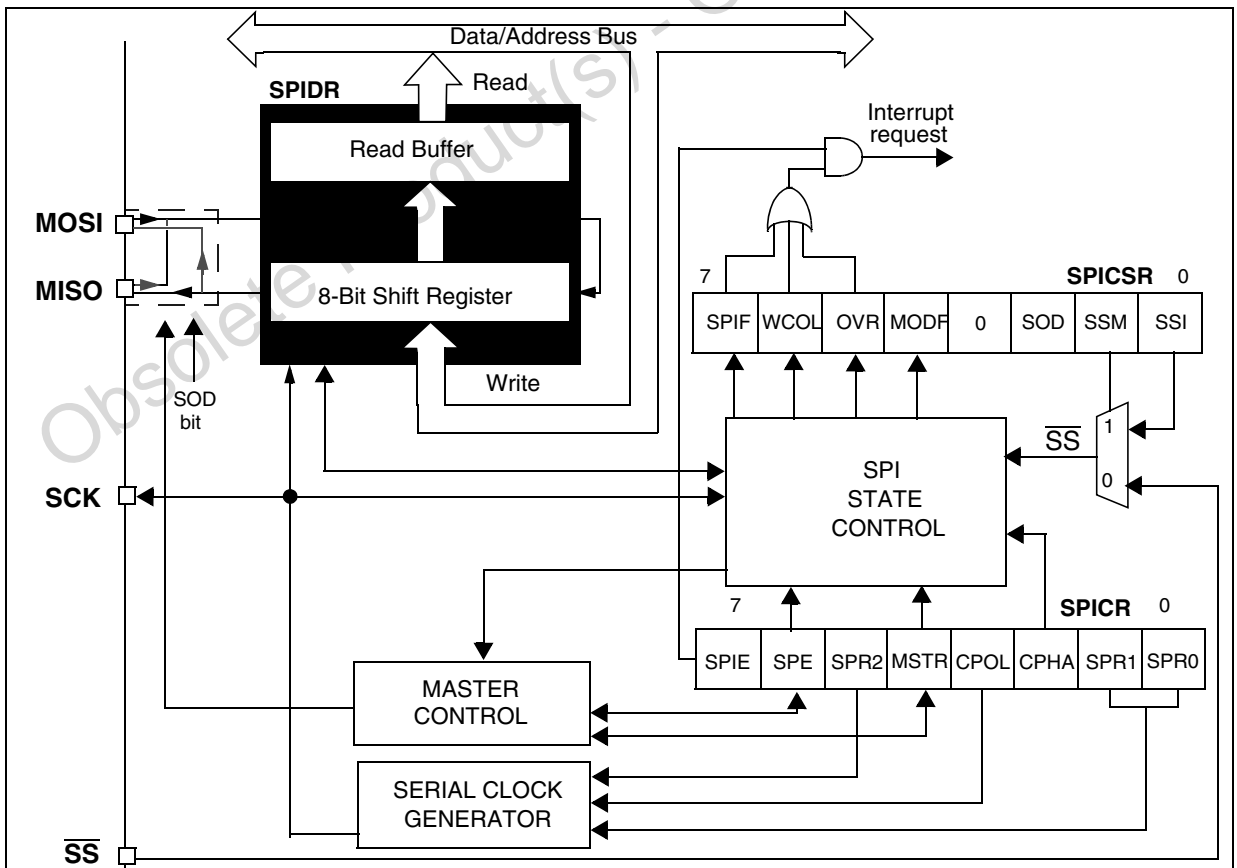 Obsolete Product(s) - O
Data/Address Bus
SPIDR
Read
Read Buffer
8-Bit Shift Register
Write
Interrupt
request
MOSI
MISO
SOD
bit
SCK
SS
7 SPICSR 0
SPIF WCOL OVR MODF 0 SOD SSM SSI
1
0
SS
SPI
STATE
CONTROL
7 SPICR 0
SPIE SPE SPR2 MSTR CPOL CPHA SPR1 SPR0
MASTER
CONTROL
SERIAL CLOCK
GENERATOR